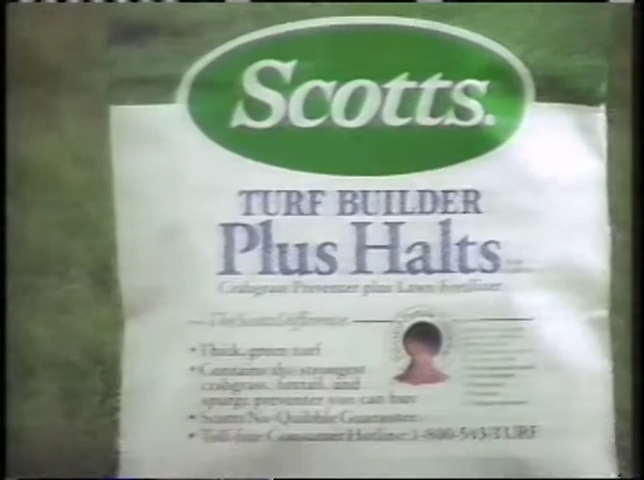 Scotts.
TURF BUILDER
Plus Halts
Crabgrass Preventer plus Lawn Fertilizer
The Scotts Difference
• Thick, green turf
• Contains the strongest
crabgrass, foxtail, and
spurge preventer you can buy
• Scotts No-Quibble Guarantee
• Toll-free Consumer Hotline: 1-800-543-TURF